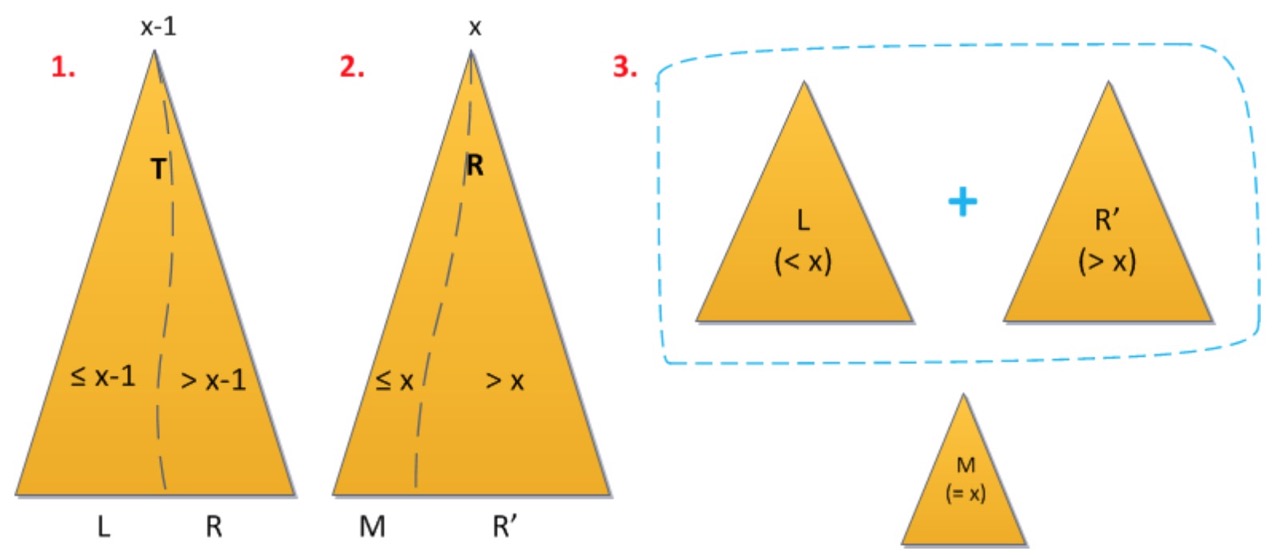 1.
x-1
T
≤ x-1
> x-1
L
R
2.
x
R
≤ x
> x
M
R’
3.
L
(< x)
+
R’
(> x)
M
(= x)